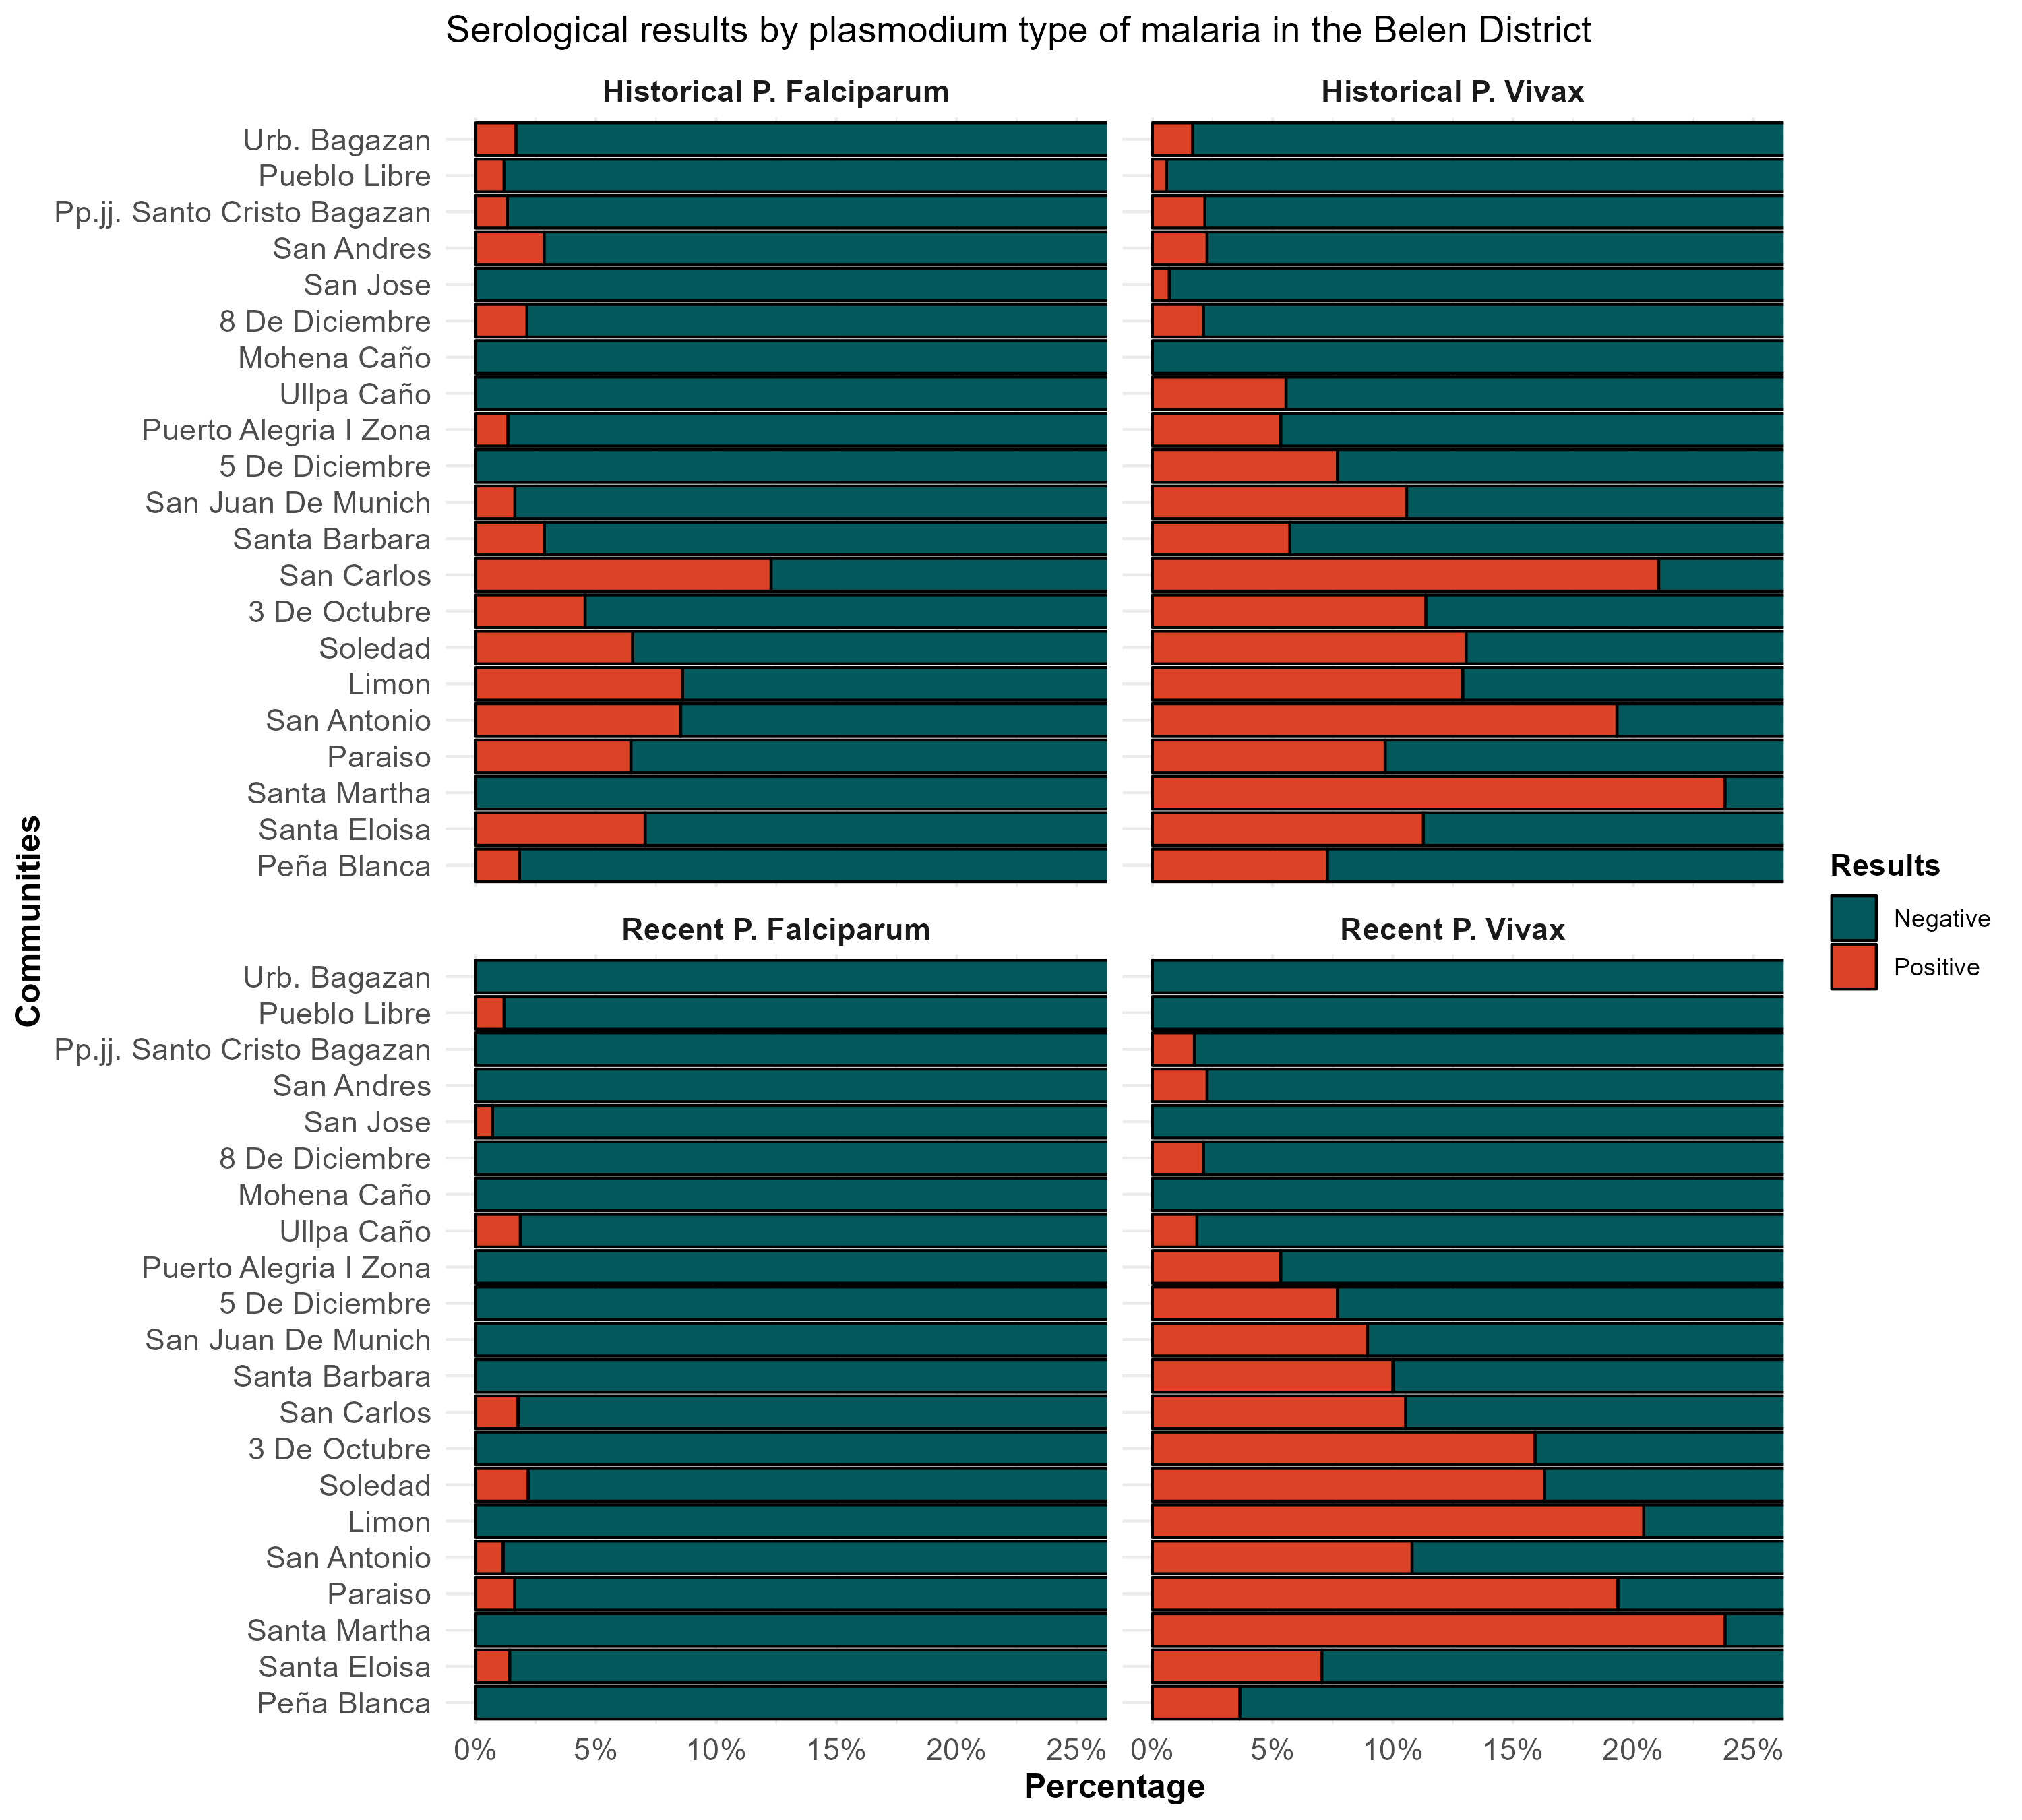 Serological results by plasmodium type of malaria in the Belen District
Historical P. Falciparum
Historical P. Vivax
Urb. Bagazan
Pueblo Libre
Pp.jj. Santo Cristo Bagazan
San Andres
San Jose
8 De Diciembre
Mohena Caño
Ullpa Caño
Puerto Alegria I Zona
5 De Diciembre
San Juan De Munich
Santa Barbara
San Carlos
3 De Octubre
Soledad
Limon
San Antonio
Paraiso
Santa Martha
Santa Eloisa
Peña Blanca
Communities
Recent P. Falciparum
Recent P. Vivax
Urb. Bagazan
Pueblo Libre
Pp.jj. Santo Cristo Bagazan
San Andres
San Jose
8 De Diciembre
Mohena Caño
Ullpa Caño
Puerto Alegria I Zona
5 De Diciembre
San Juan De Munich
Santa Barbara
San Carlos
3 De Octubre
Soledad
Limon
San Antonio
Paraiso
Santa Martha
Santa Eloisa
Peña Blanca
0% 5% 10% 15% 20% 25%
0% 5% 10% 15% 20% 25%
Percentage
Results
Negative
Positive